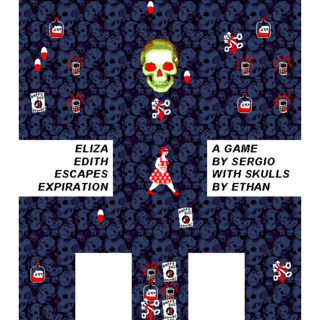 ELIZA
EDITH
ESCAPES
EXPIRATION
A GAME
BY SERGIO
WITH SKULLS
BY ETHAN